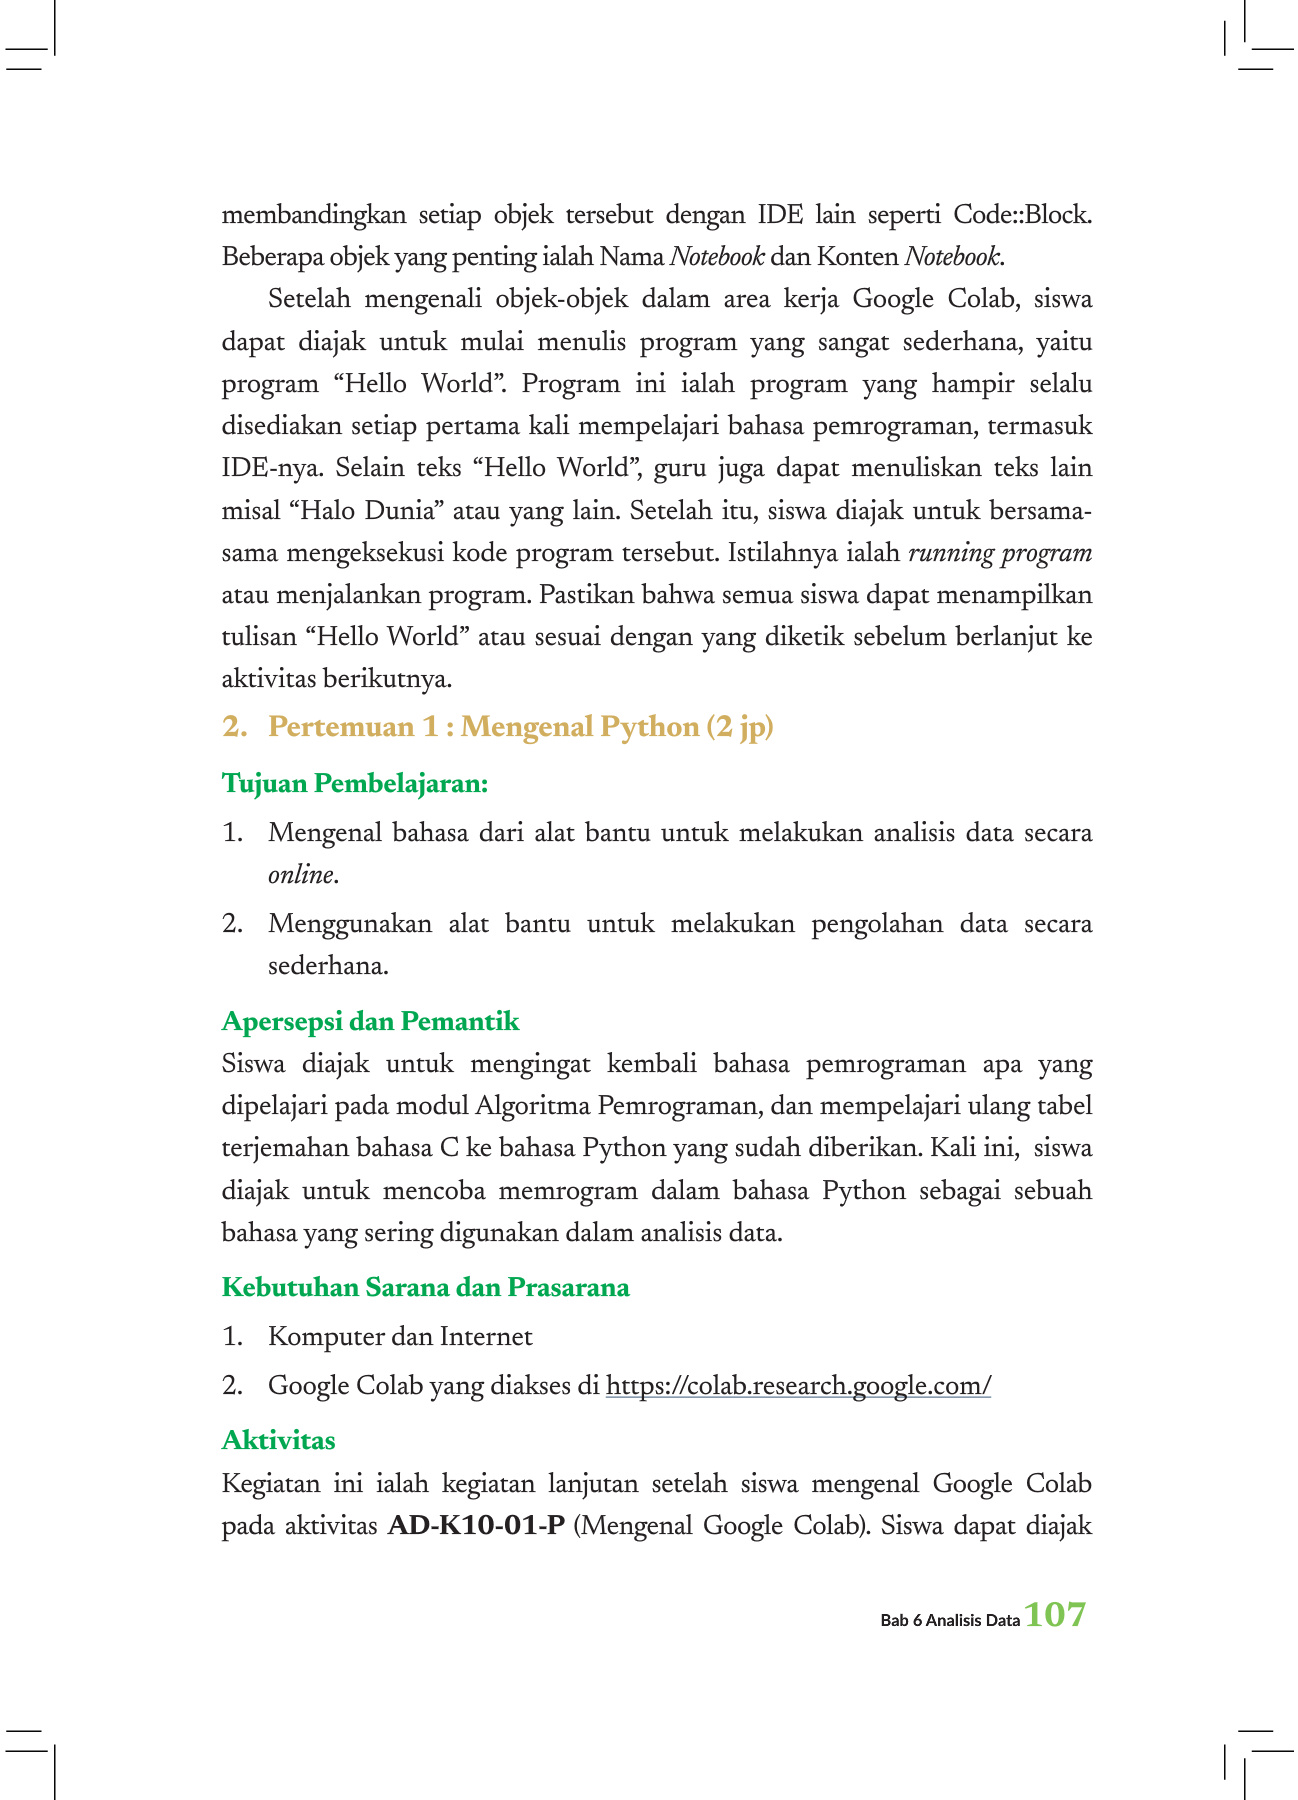 membandingkan setiap objek tersebut dengan IDE lain seperti Code::Block.
Beberapa objek yang penting ialah Nama Notebook dan Konten Notebook.
Setelah mengenali objek-objek dalam area kerja Google Colab, siswa
dapat diajak untuk mulai menulis program yang sangat sederhana, yaitu
program “Hello World”. Program ini ialah program yang hampir selalu
disediakan setiap pertama kali mempelajari bahasa pemrograman, termasuk
IDE-nya. Selain teks “Hello World”, guru juga dapat menuliskan teks lain
misal “Halo Dunia” atau yang lain. Setelah itu, siswa diajak untuk bersama-
sama mengeksekusi kode program tersebut. Istilahnya ialah running program
atau menjalankan program. Pastikan bahwa semua siswa dapat menampilkan
tulisan “Hello World” atau sesuai dengan yang diketik sebelum berlanjut ke
aktivitas berikutnya.
2. Pertemuan 1 : Mengenal Python (2 jp)
Tujuan Pembelajaran:
1. Mengenal bahasa dari alat bantu untuk melakukan analisis data secara
online.
2. Menggunakan alat bantu untuk melakukan pengolahan data secara
sederhana.
Apersepsi dan Pemantik
Siswa diajak untuk mengingat kembali bahasa pemrograman apa yang
dipelajari pada modul Algoritma Pemrograman, dan mempelajari ulang tabel
terjemahan bahasa C ke bahasa Python yang sudah diberikan. Kali ini, siswa
diajak untuk mencoba memrogram dalam bahasa Python sebagai sebuah
bahasa yang sering digunakan dalam analisis data.
Kebutuhan Sarana dan Prasarana
1. Komputer dan Internet
2. Google Colab yang diakses di https://colab.research.google.com/
Aktivitas
Kegiatan ini ialah kegiatan lanjutan setelah siswa mengenal Google Colab
pada aktivitas AD-K10-01-P (Mengenal Google Colab). Siswa dapat diajak
Bab 6 Analisis Data 107